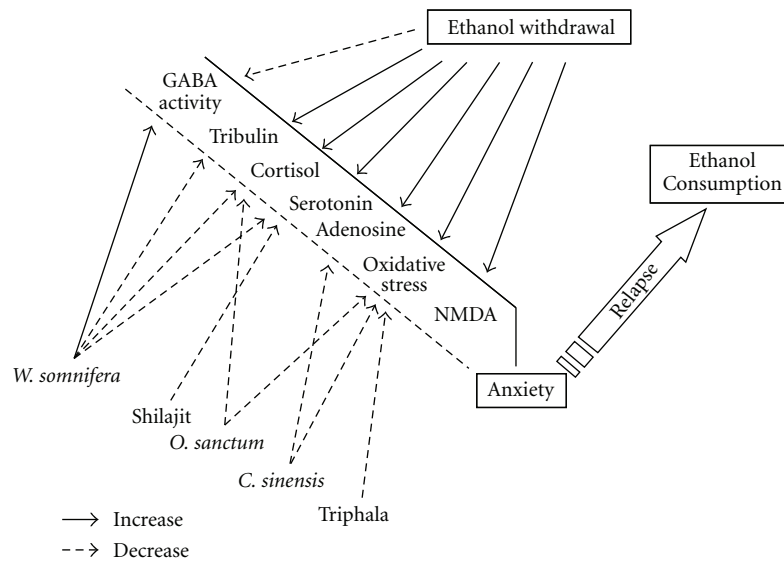 Ethanol withdrawal
GABA
activity
Tribulin
Cortisol
Serotonin
Adenosine
Oxidative
stress
NMDA
Anxiety
Relapse
Ethanol
Consumption
W. somnifera
Shilajit
O. sanctum
C. sinensis
Triphala
Increase
Decrease